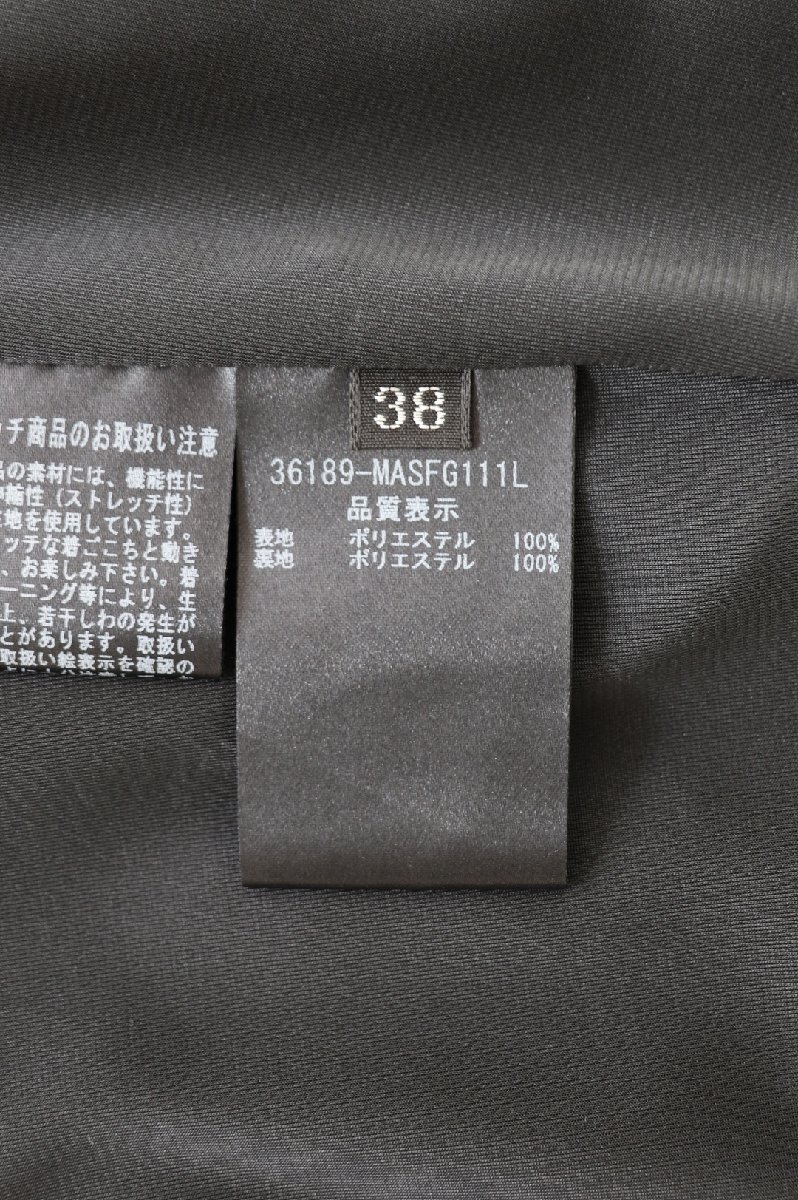 ッチ商品のお取扱い注意
品の素材には、機能性に
伸縮性（ストレッチ性）
生地を使用しています。
ッチな着ごこちと動き
、お楽しみ下さい。着
ーニング等により、生
上、若干しわの発生が
とがあります。取扱い
取扱い絵表示を確認の
38
36189-MASFG111L
品質表示
表地 ポリエステル 100%
裏地 ポリエステル 100%